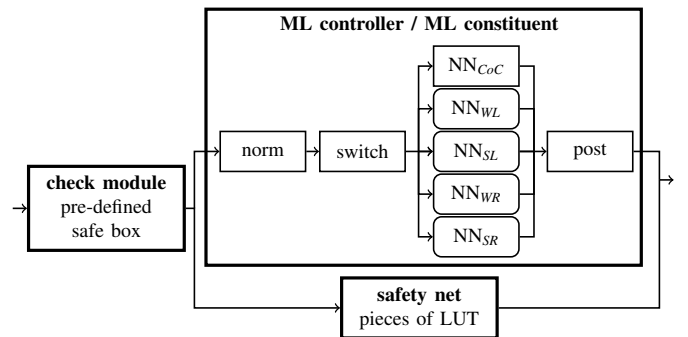 ML controller / ML constituent
NN_CoC
NN_WL
norm
switch
NN_SL
post
check module
pre-defined
safe box
NN_WR
NN_SR
safety net
pieces of LUT